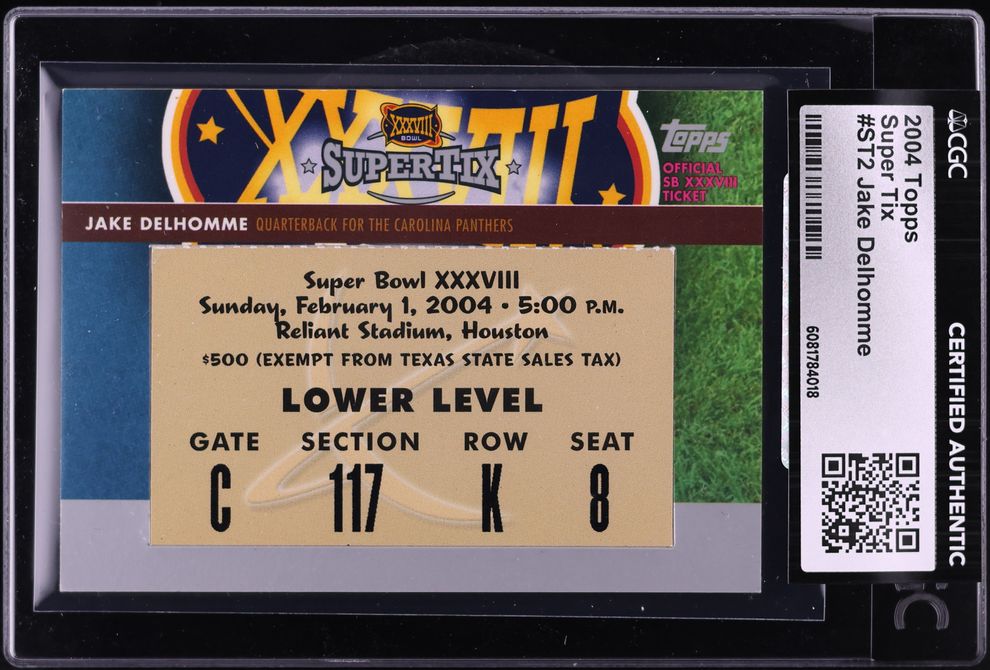 XXXVIII
XXXVIII
BOWL
SUPERTIX
topps
OFFICIAL
SB XXXVIII
TICKET
JAKE DELHOMME QUARTERBACK FOR THE CAROLINA PANTHERS
Super Bowl XXXVIII
Sunday, February 1, 2004 • 5:00 P.M.
Reliant Stadium, Houston
$500 (EXEMPT FROM TEXAS STATE SALES TAX)
LOWER LEVEL
GATE SECTION ROW SEAT
C 117 K 8
CGC
CERTIFIED AUTHENTIC
2004 Topps
Super Tix
#ST2 Jake Delhomme
6081784018